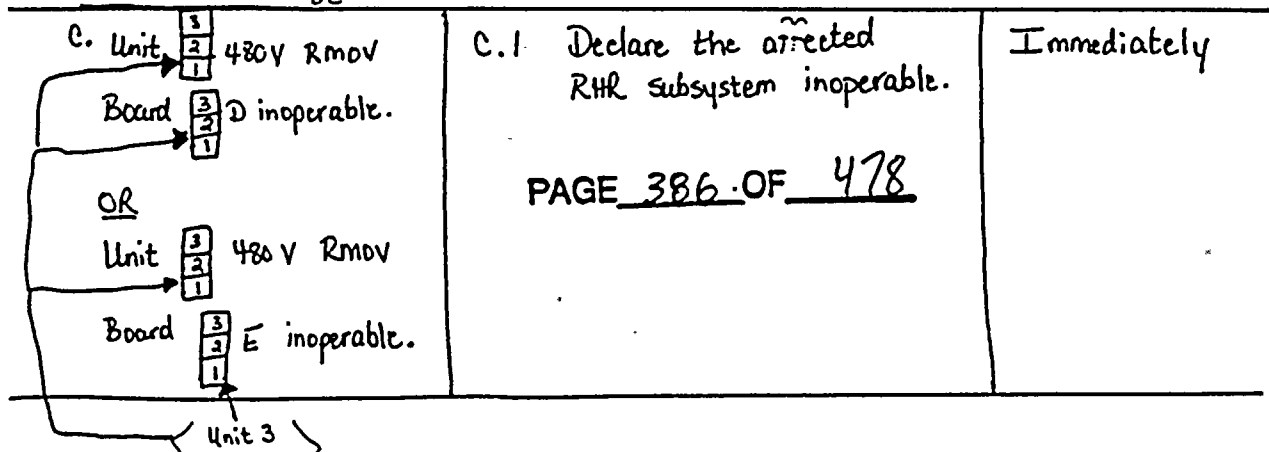 C. Unit 3 2 1 480V RMOV
Board 3 2 1 D inoperable.
OR
Unit 3 2 1 480 V RMOV
Board 3 2 1 E inoperable.
Unit 3
C.1 Declare the affected
RHR subsystem inoperable.
PAGE 386 OF 478
Immediately